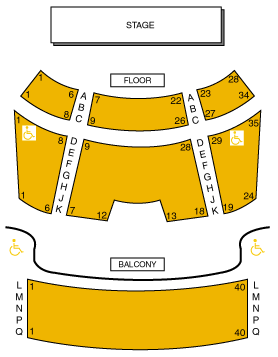 STAGE
FLOOR
1 6 A 7 22 A 23 28
B B
8 C 9 26 C 27 34
1 8 D 9 28 D 29 35
E E
F F
G G
H H
J J
1 6 K 7 12 13 18 K 19 24
BALCONY
L 1 40 L
M M
N N
P P
Q 1 40 Q